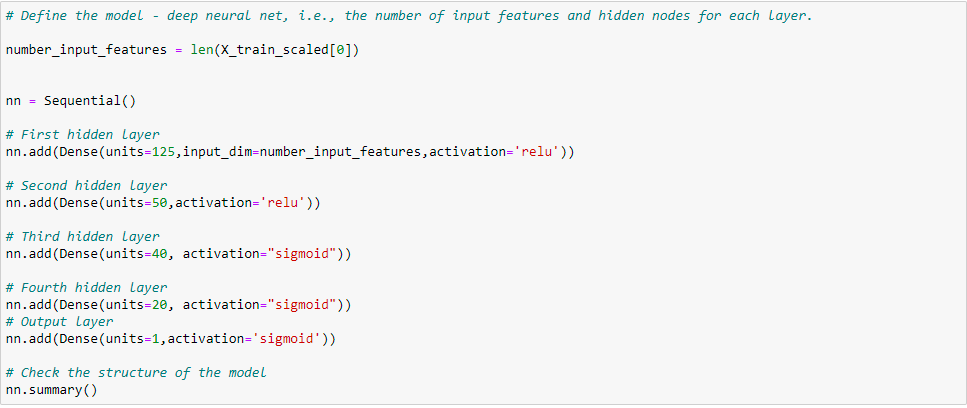 # Define the model - deep neural net, i.e., the number of input features and hidden nodes for each layer.
number_input_features = len(X_train_scaled[0])
nn = Sequential()
# First hidden layer
nn.add(Dense(units=125,input_dim=number_input_features,activation='relu'))
# Second hidden layer
nn.add(Dense(units=50,activation='relu'))
# Third hidden layer
nn.add(Dense(units=40, activation="sigmoid"))
# Fourth hidden layer
nn.add(Dense(units=20, activation="sigmoid"))
# Output layer
nn.add(Dense(units=1,activation='sigmoid'))
# Check the structure of the model
nn.summary()